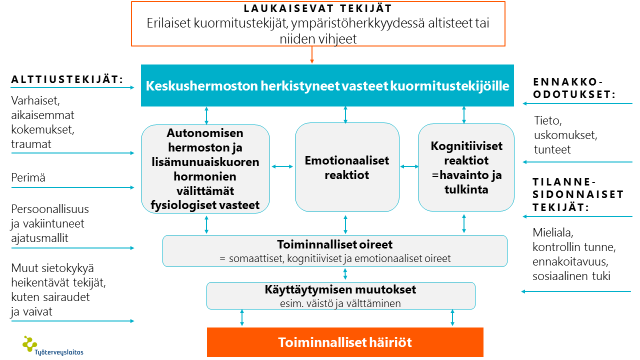 LAUKAISEVAT TEKIJÄT
Erilaiset kuormitustekijät, ympäristöherkkyydessä altisteet tai
niiden vihjeet
ALTTIUSTEKIJÄT:
Varhaiset,
aikaisemmat
kokemukset,
traumat
Perimä
Persoonallisuus
ja vakiintuneet
ajatusmallit
Muut sietokykyä
heikentävät tekijät,
kuten sairaudet
ja vaivat
Keskushermoston herkistyneet vasteet kuormitustekijöille
Autonomisen
hermoston ja
lisämunuaiskuoren
hormonien
välittämät
fysiologiset vasteet
Emotionaaliset
reaktiot
Kognitiiviset
reaktiot
=havainto ja
tulkinta
Toiminnalliset oireet
= somaattiset, kognitiiviset ja emotionaaliset oireet
Käyttäytymisen muutokset
esim. väistö ja välttäminen
Toiminnalliset häiriöt
ENNAKKO-
ODOTUKSET:
Tieto,
uskomukset,
tunteet
TILANNE-
SIDONNAISET
TEKIJÄT:
Mieliala,
kontrollin tunne,
ennakoitavuus,
sosiaalinen tuki
Työterveyslaitos